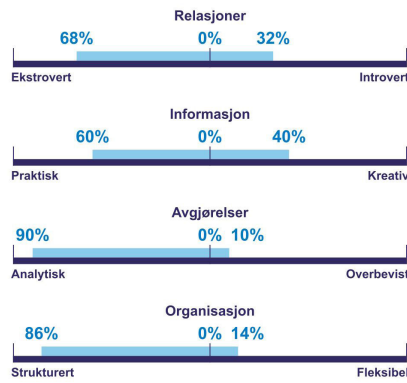 Relasjoner
68% 0% 32%
Ekstrovert Introvert
Informasjon
60% 0% 40%
Praktisk Kreativ
Avgjørelser
90% 0% 10%
Analytisk Overbevist
Organisasjon
86% 0% 14%
Strukturert Fleksibel